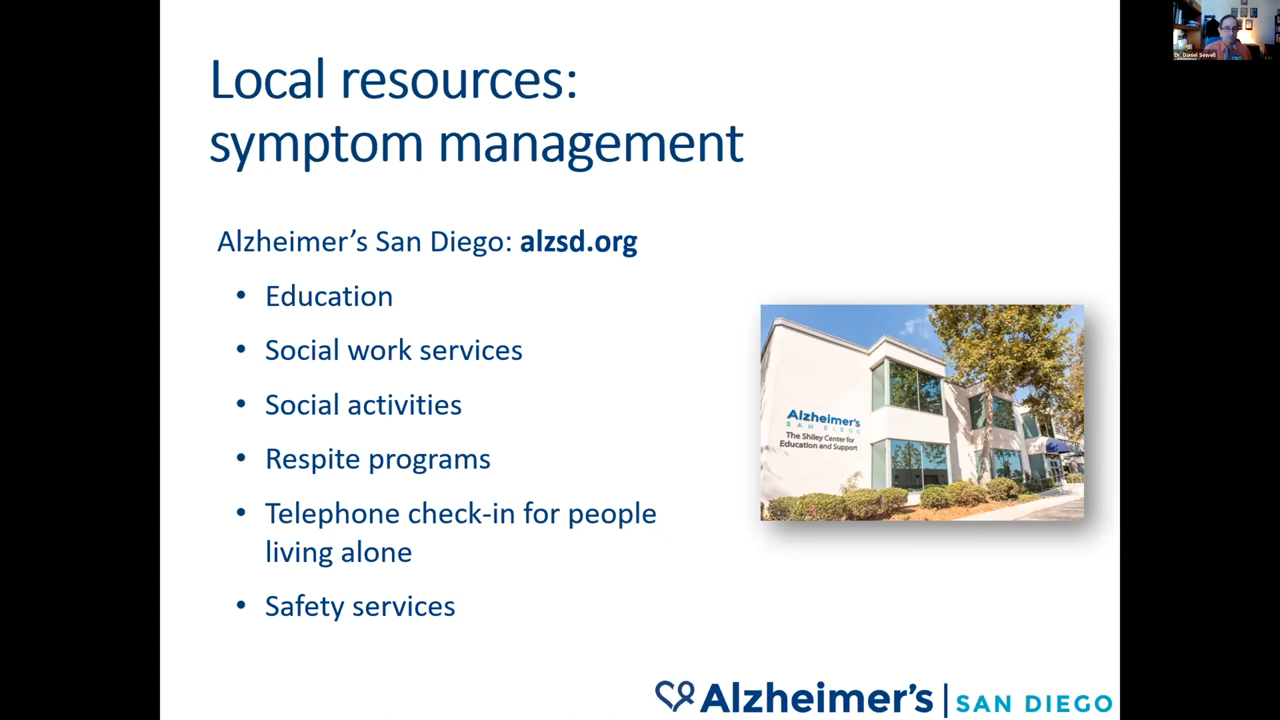 Dr. Daniel Sewell
Local resources:
symptom management
Alzheimer's San Diego: alzsd.org
• Education
• Social work services
• Social activities
• Respite programs
• Telephone check-in for people
living alone
• Safety services
Alzheimer's
SAN DIEGO
The Shiley Center for
Education and Support
Alzheimer's | SAN DIEGO